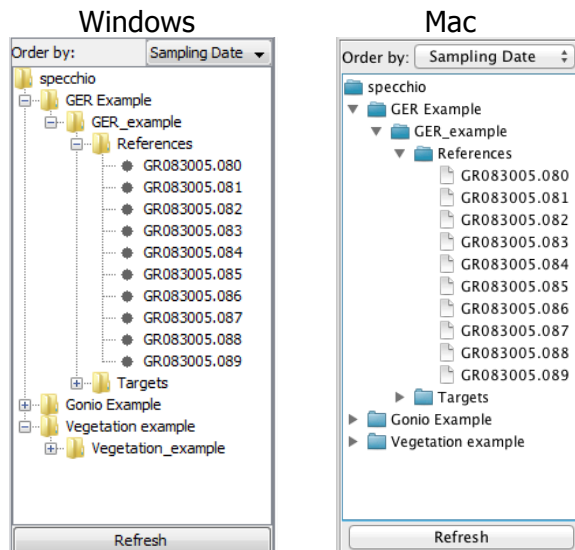 Windows
Order by: Sampling Date
specchio
GER Example
GER_example
References
GR083005.080
GR083005.081
GR083005.082
GR083005.083
GR083005.084
GR083005.085
GR083005.086
GR083005.087
GR083005.088
GR083005.089
Targets
Gonio Example
Vegetation example
Vegetation_example
Refresh
Mac
Order by: Sampling Date
specchio
GER Example
GER_example
References
GR083005.080
GR083005.081
GR083005.082
GR083005.083
GR083005.084
GR083005.085
GR083005.086
GR083005.087
GR083005.088
GR083005.089
Targets
Gonio Example
Vegetation example
Refresh